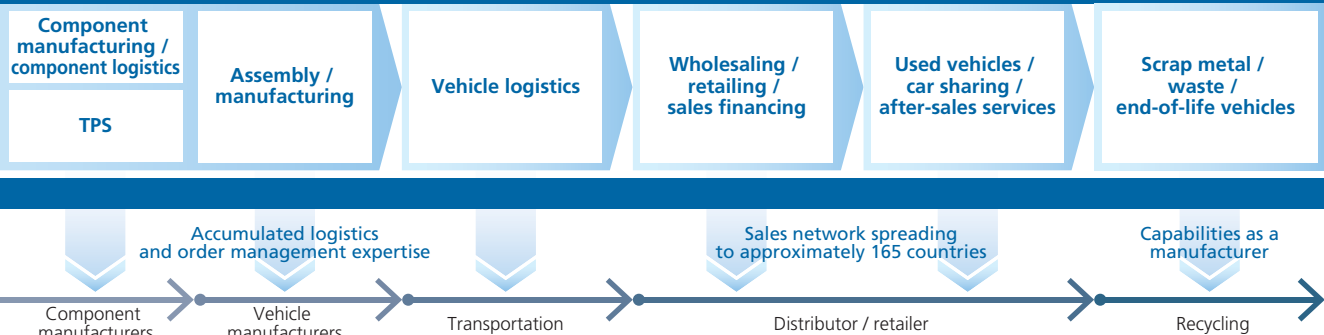 Component
manufacturing /
component logistics
TPS
Assembly /
manufacturing
Vehicle logistics
Wholesaling /
retailing /
sales financing
Used vehicles /
car sharing /
after-sales services
Scrap metal /
waste /
end-of-life vehicles
Accumulated logistics
and order management expertise
Sales network spreading
to approximately 165 countries
Capabilities as a
manufacturer
Component
manufacturers
Vehicle
manufacturers
Transportation
Distributor / retailer
Recycling